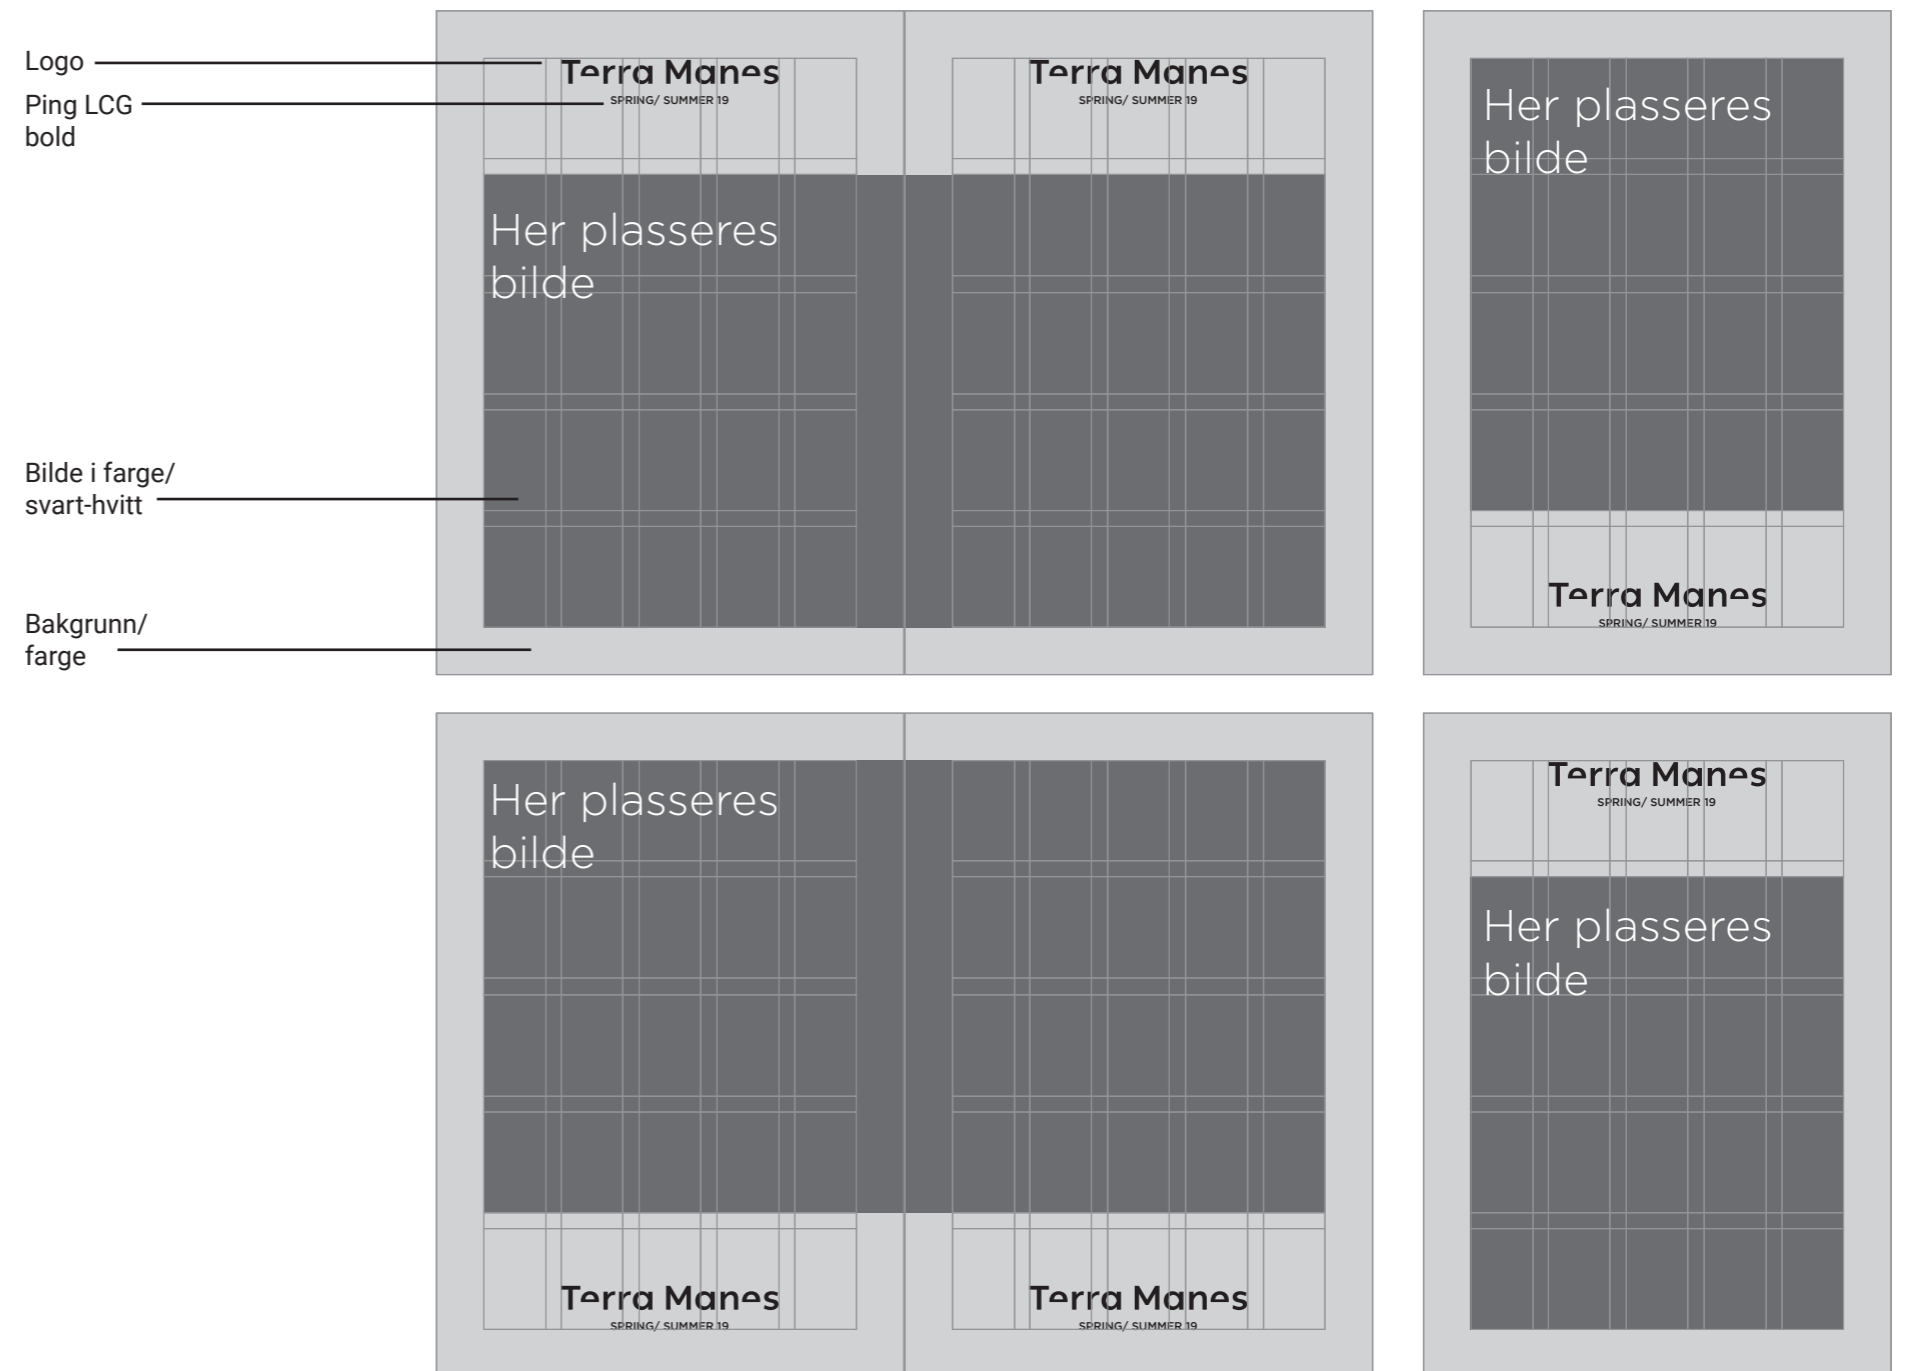 Logo
Ping LCG
bold
Bilde i farge/
svart-hvitt
Bakgrunn/
farge
Terra Manes
SPRING/ SUMMER 19
Terra Manes
SPRING/ SUMMER 19
Her plasseres
bilde
Her plasseres
bilde
Terra Manes
SPRING/ SUMMER 19
Her plasseres
bilde
Terra Manes
SPRING/ SUMMER 19
Terra Manes
SPRING/ SUMMER 19
Terra Manes
SPRING/ SUMMER 19
Her plasseres
bilde